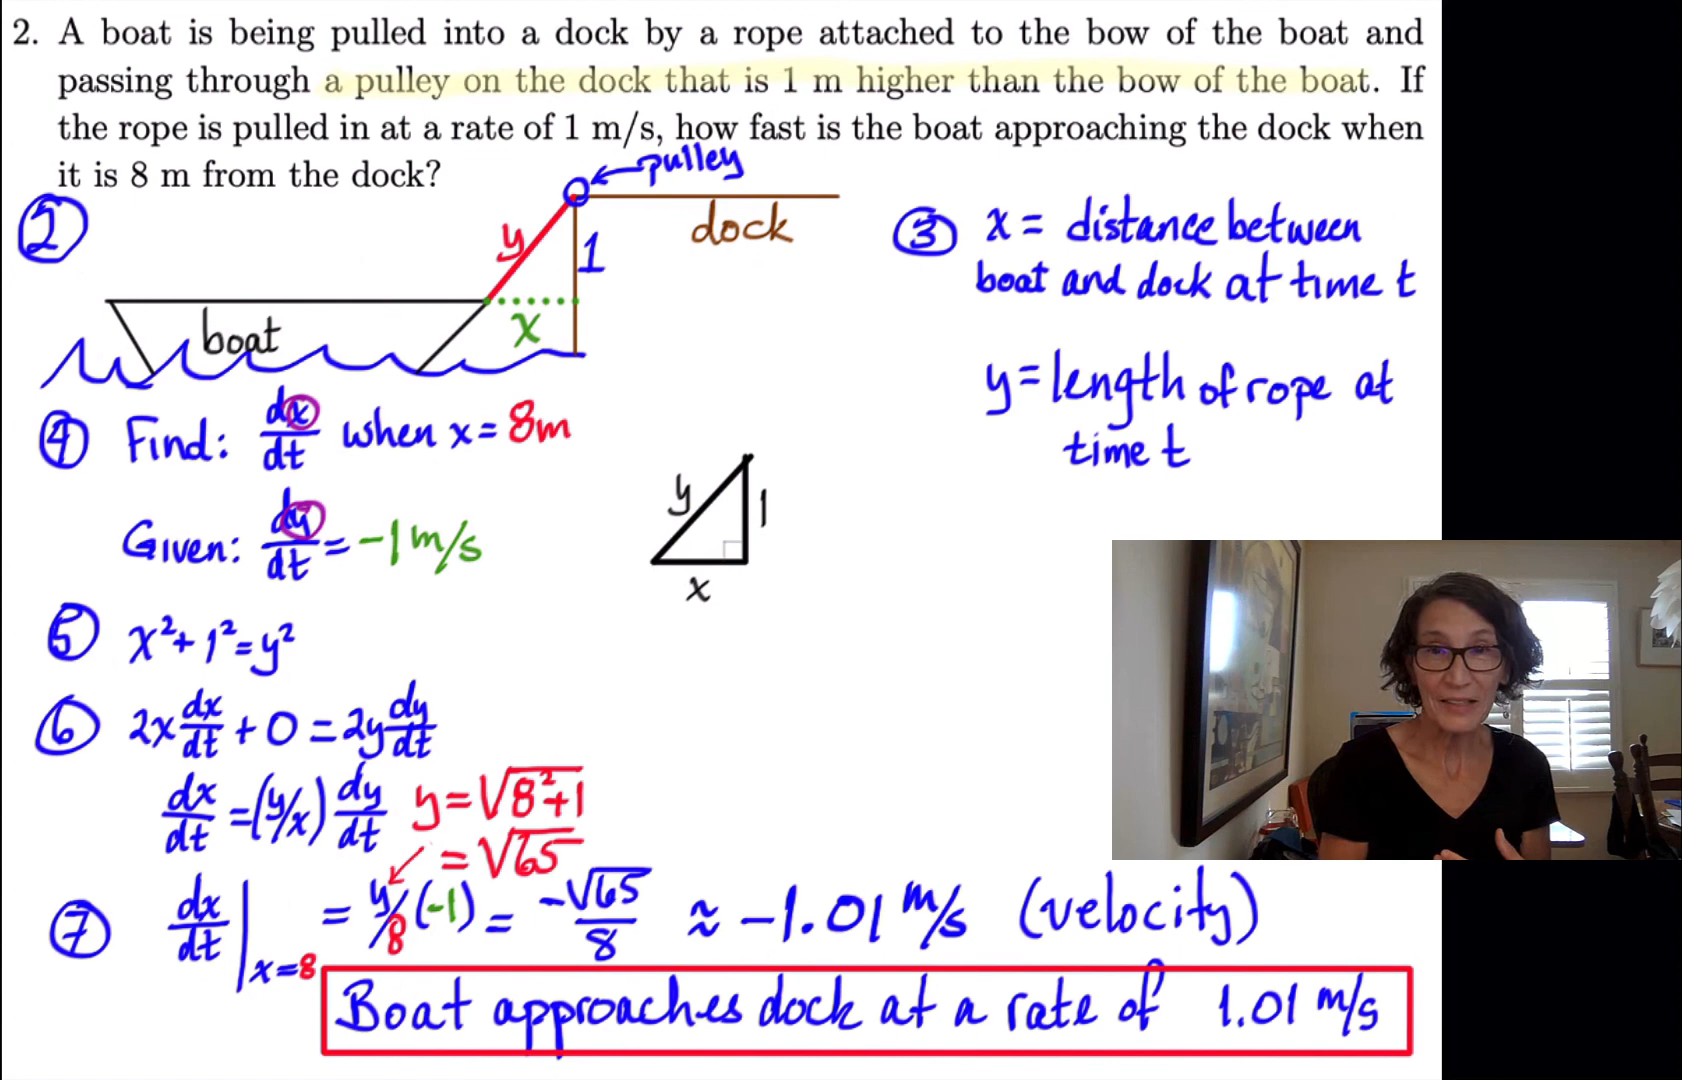 2. A boat is being pulled into a dock by a rope attached to the bow of the boat and
passing through a pulley on the dock that is 1 m higher than the bow of the boat. If
the rope is pulled in at a rate of 1 m/s, how fast is the boat approaching the dock when
it is 8 m from the dock?
pulley
②
y
1
dock
x
boat
③ x = distance between
boat and dock at time t
y = length of rope at
time t
④ Find: dx/dt when x = 8m
Given: dy/dt = -1 m/s
y
1
x
⑤ x² + 1² = y²
⑥ 2x dx/dt + 0 = 2y dy/dt
dx/dt = (y/x) dy/dt
y = √8²+1
= √65
⑦ dx/dt |x=8 = y/8 (-1) = -√65/8 ≈ -1.01 m/s (velocity)
Boat approaches dock at a rate of 1.01 m/s